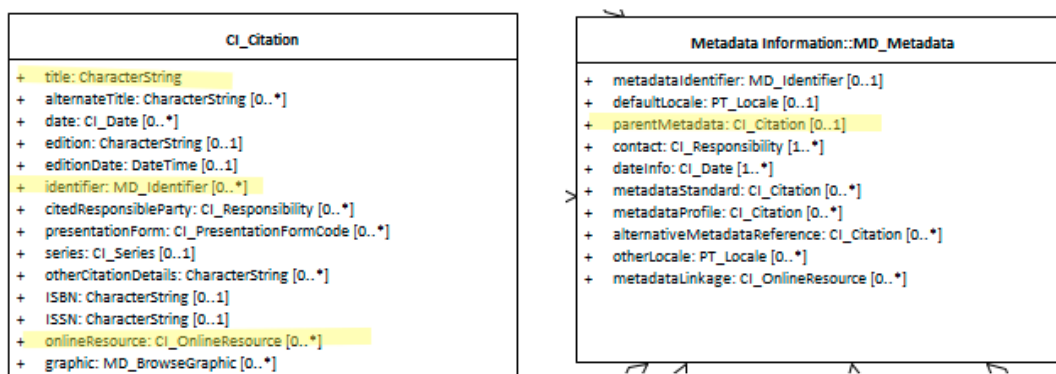 CI_Citation
+ title: CharacterString
+ alternateTitle: CharacterString [0..*]
+ date: CI_Date [0..*]
+ edition: CharacterString [0..1]
+ editionDate: DateTime [0..1]
+ identifier: MD_Identifier [0..*]
+ citedResponsibleParty: CI_Responsibility [0..*]
+ presentationForm: CI_PresentationFormCode [0..*]
+ series: CI_Series [0..1]
+ otherCitationDetails: CharacterString [0..*]
+ ISBN: CharacterString [0..1]
+ ISSN: CharacterString [0..1]
+ onlineResource: CI_OnlineResource [0..*]
+ graphic: MD_BrowseGraphic [0..*]
Metadata Information::MD_Metadata
+ metadataIdentifier: MD_Identifier [0..1]
+ defaultLocale: PT_Locale [0..1]
+ parentMetadata: CI_Citation [0..1]
+ contact: CI_Responsibility [1..*]
+ dateInfo: CI_Date [1..*]
+ metadataStandard: CI_Citation [0..*]
+ metadataProfile: CI_Citation [0..*]
+ alternativeMetadataReference: CI_Citation [0..*]
+ otherLocale: PT_Locale [0..*]
+ metadataLinkage: CI_OnlineResource [0..*]